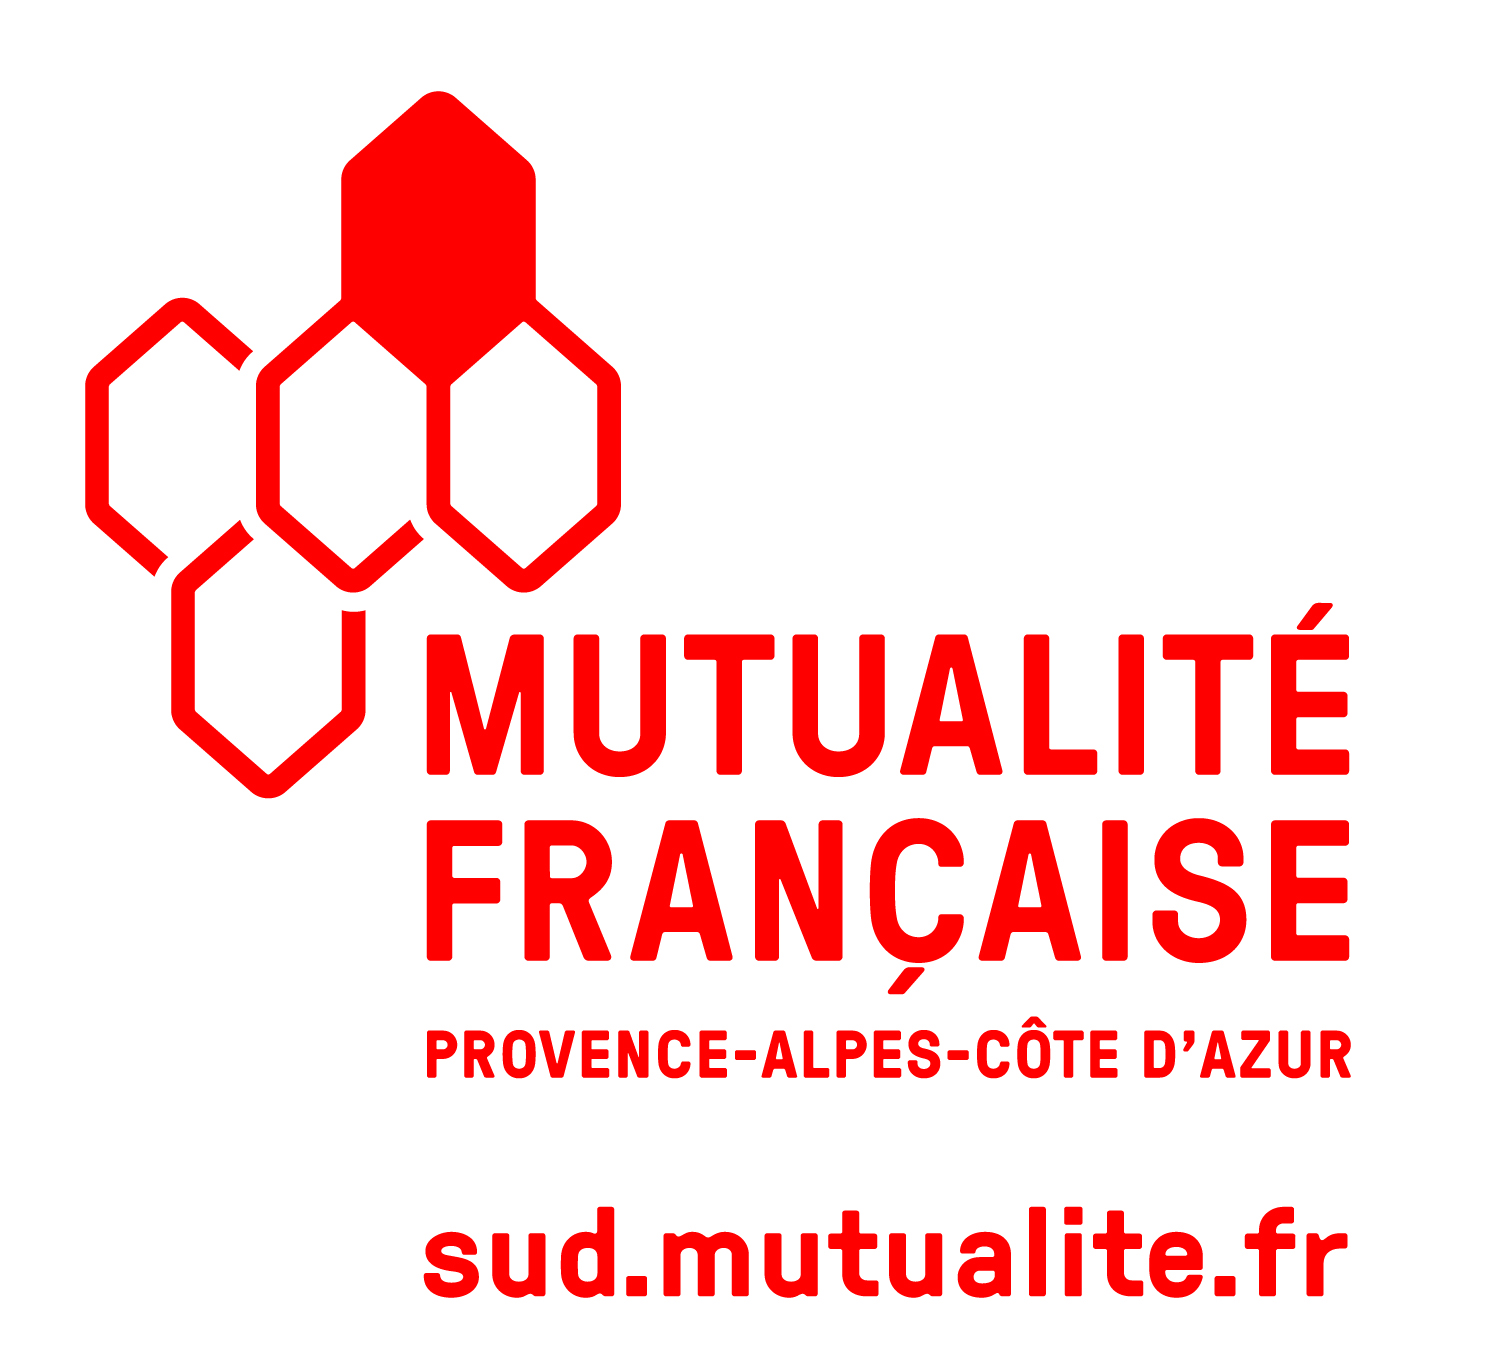 MUTUALITÉ
FRANÇAISE
PROVENCE-ALPES-CÔTE D’AZUR
sud.mutualite.fr